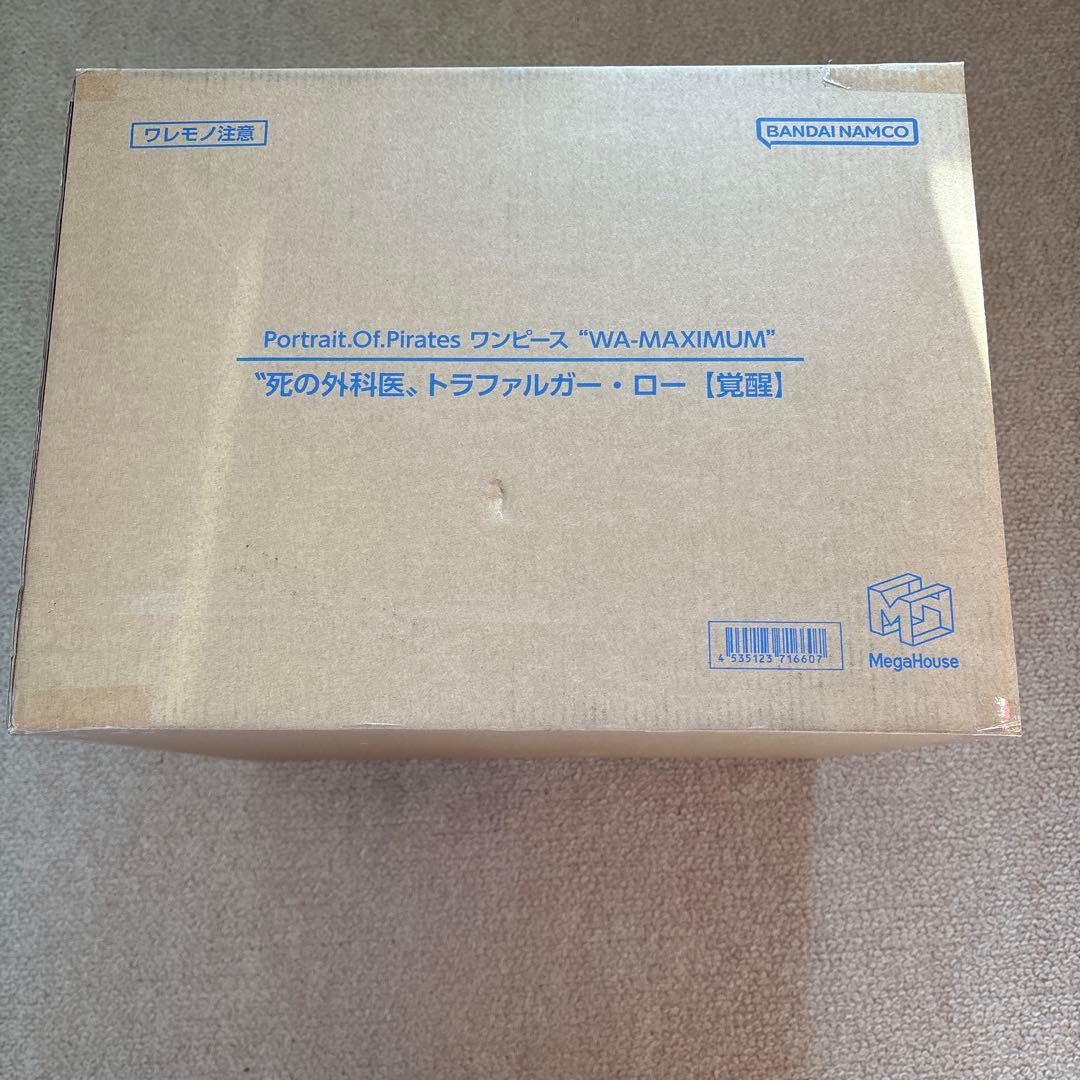 ワレモノ注意
BANDAI NAMCO
Portrait.Of.Pirates ワンピース “WA-MAXIMUM”
〝死の外科医〟トラファルガー・ロー【覚醒】
4 535123 716607
MegaHouse